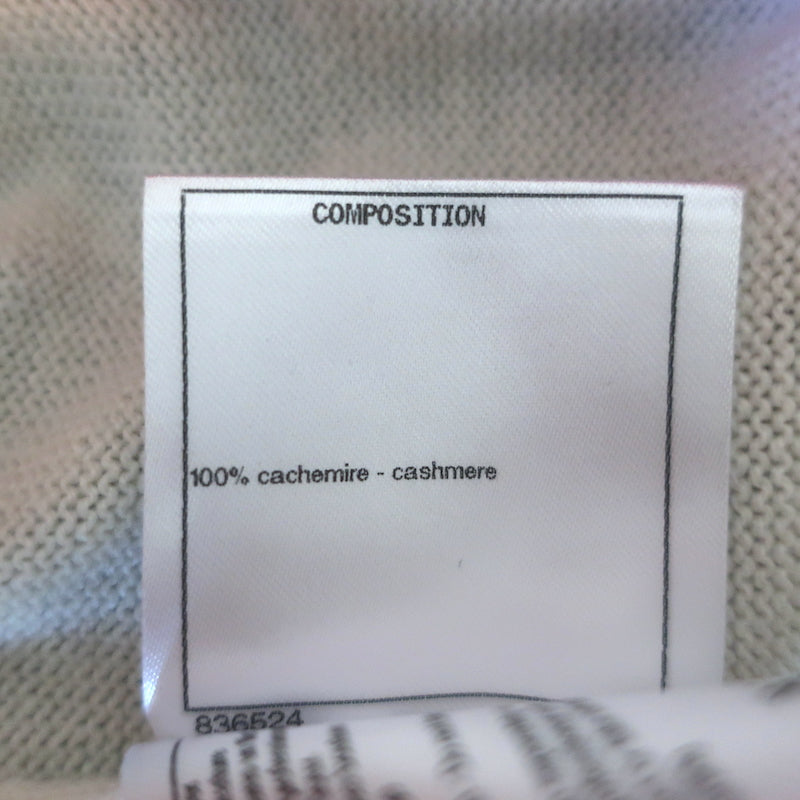 COMPOSITION
100% cachemire - cashmere
836524